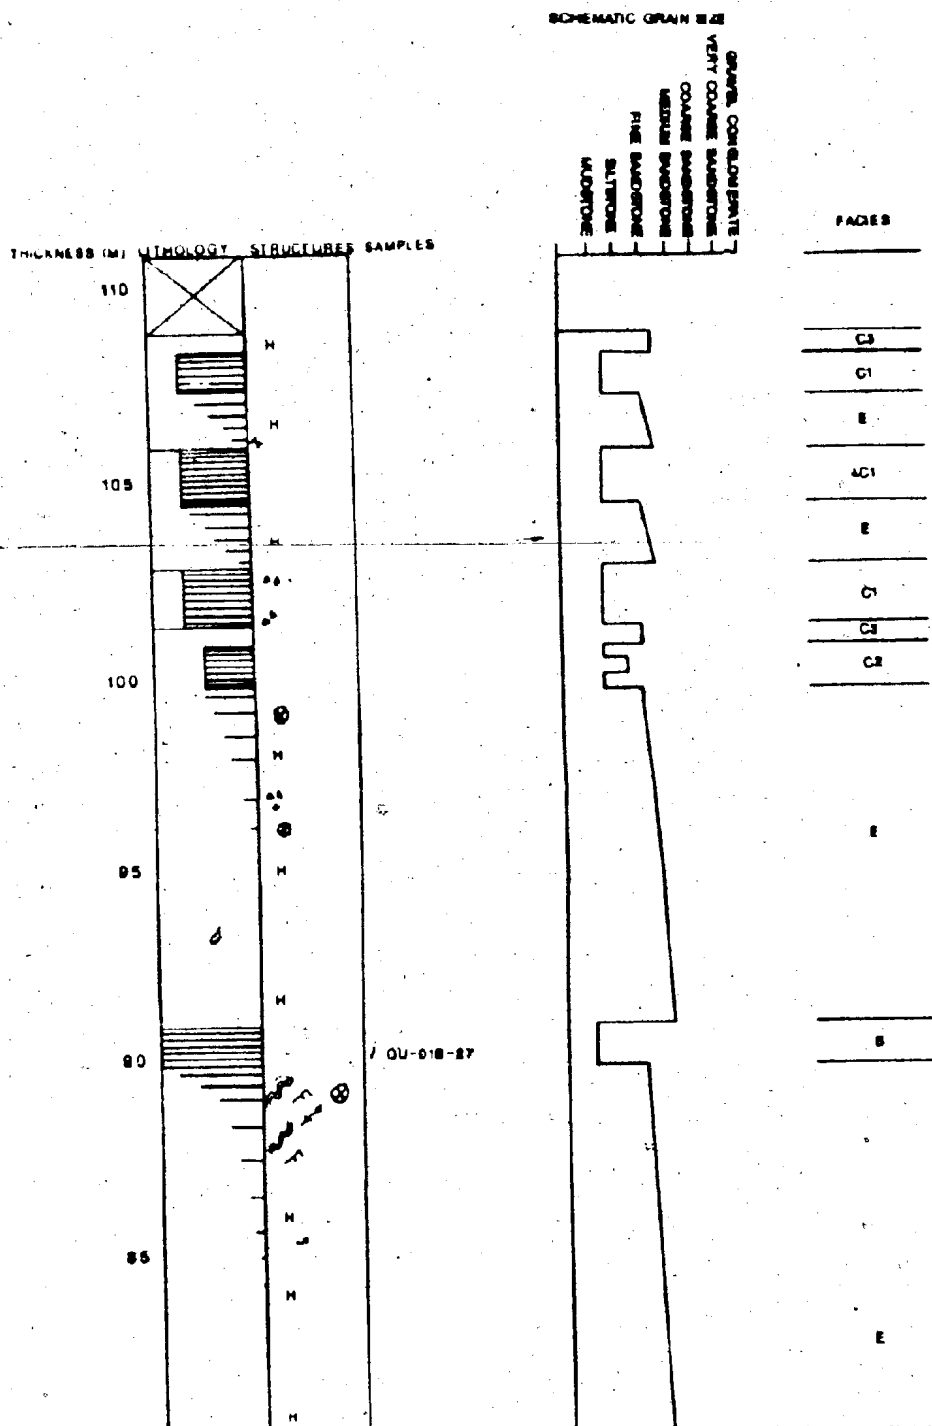 SCHEMATIC GRAIN SIZE
MUDSTONE
SILTSTONE
FINE SANDSTONE
MEDIUM SANDSTONE
COARSE SANDSTONE
VERY COARSE SANDSTONE
GRAVEL CONGLOMERATE
FACIES
THICKNESS (M) LITHOLOGY STRUCTURES SAMPLES
110
H
C3
C1
H
E
105
C1
H
E
C1
C3
100
C2
H
E
95
H
H
90
OU-018-27
B
H
85
H
E
H